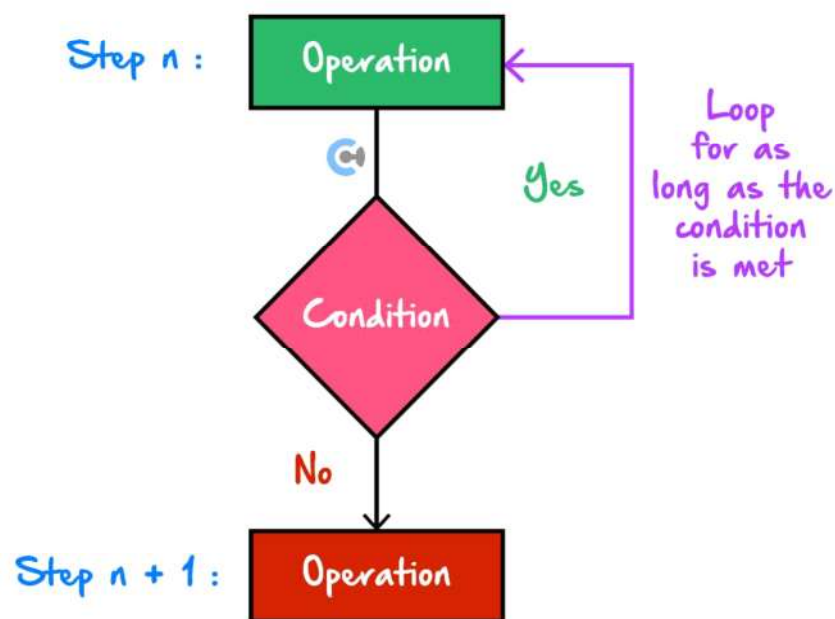 Step n :
Operation
Loop
for as
long as the
condition
is met
Yes
Condition
No
Step n + 1 :
Operation